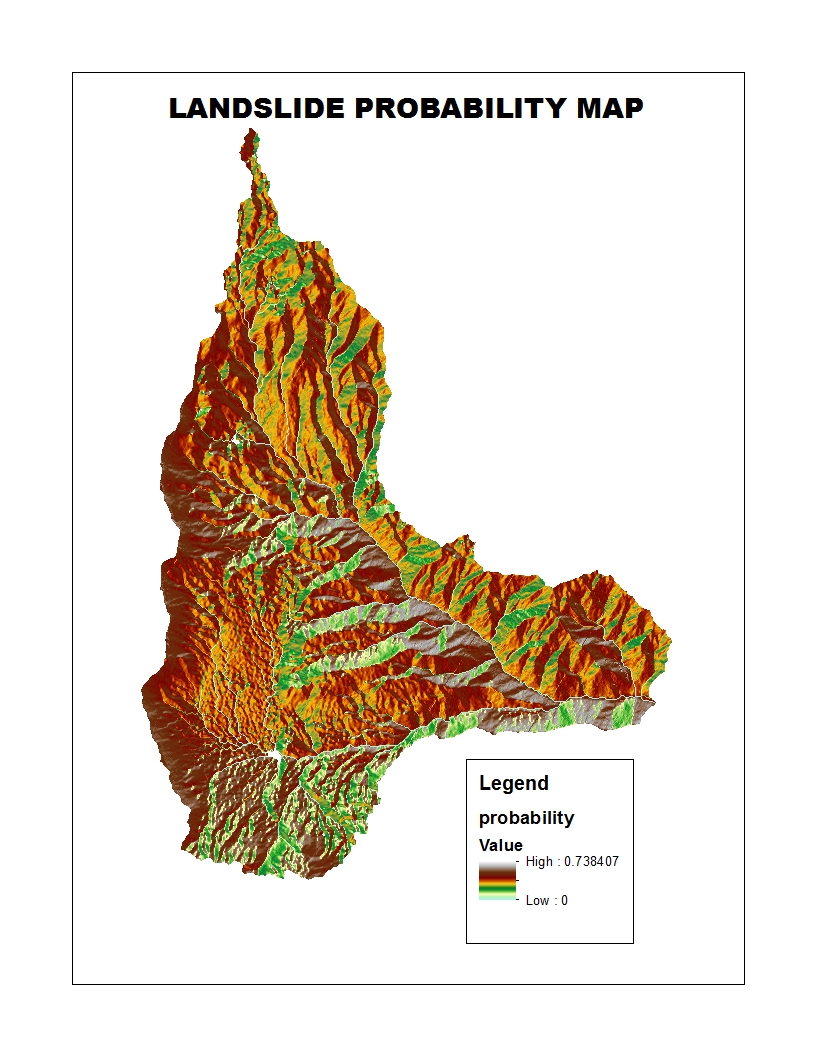 LANDSLIDE PROBABILITY MAP
Legend
probability
Value
High : 0.738407
Low : 0